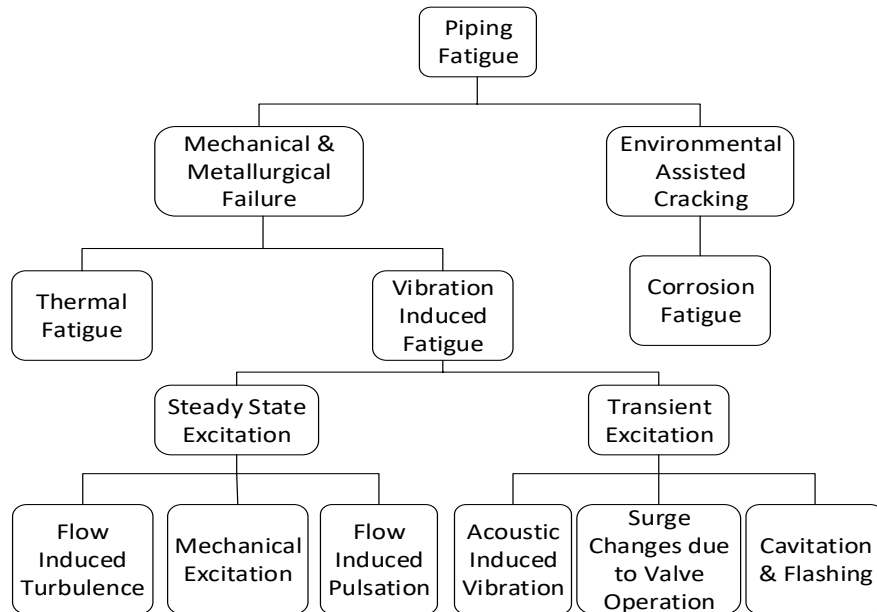 Piping
Fatigue
Mechanical &
Metallurgical
Failure
Environmental
Assisted
Cracking
Thermal
Fatigue
Vibration
Induced
Fatigue
Corrosion
Fatigue
Steady State
Excitation
Transient
Excitation
Flow
Induced
Turbulence
Mechanical
Excitation
Flow
Induced
Pulsation
Acoustic
Induced
Vibration
Surge
Changes due
to Valve
Operation
Cavitation
& Flashing